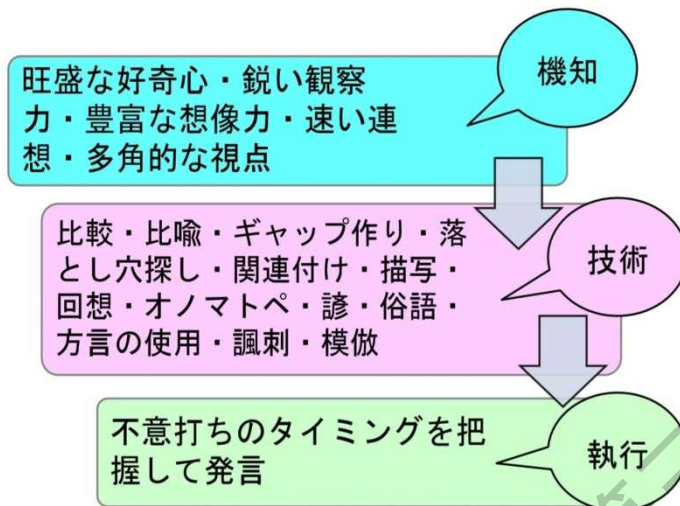 機知
旺盛な好奇心・鋭い観察
力・豊富な想像力・速い連
想・多角的な視点
技術
比較・比喩・ギャップ作り・落
とし穴探し・関連付け・描写・
回想・オノマトペ・諺・俗語・
方言の使用・諷刺・模倣
執行
不意打ちのタイミングを把
握して発言